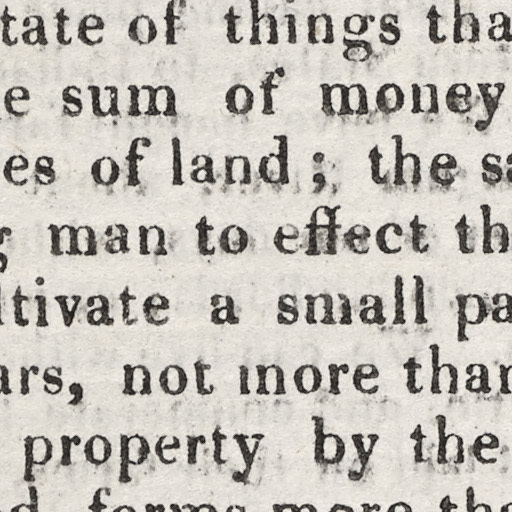 tate of things tha
e sum of money
es of land ; the sa
g man to effect th
ltivate a small pa
ars, not more than
property by the
d forms more tha